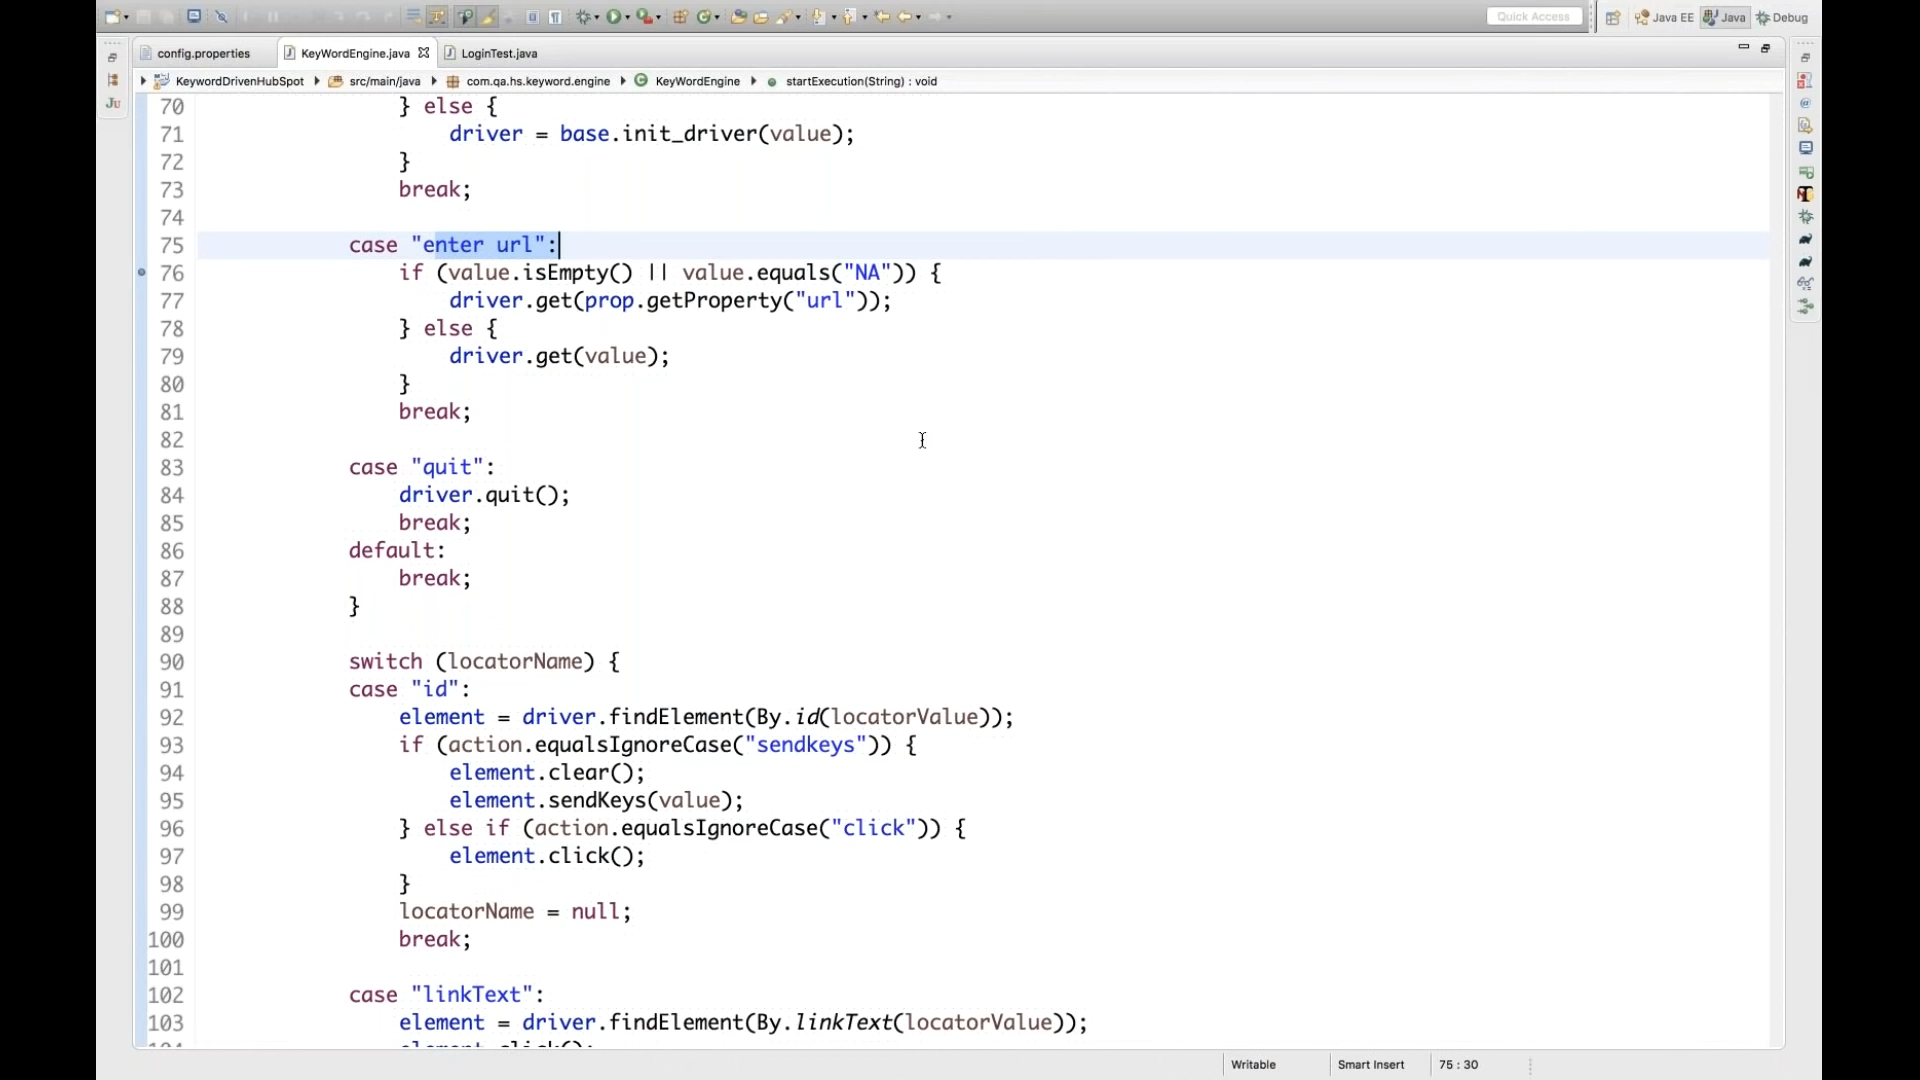 Quick Access
Java EE
Java
Debug
config.properties
KeyWordEngine.java
LoginTest.java
KeywordDrivenHubSpot
src/main/java
com.qa.hs.keyword.engine
KeyWordEngine
startExecution(String) : void
70 } else {
71 driver = base.init_driver(value);
72 }
73 break;
74
75 case "enter url":
76 if (value.isEmpty() || value.equals("NA")) {
77 driver.get(prop.getProperty("url"));
78 } else {
79 driver.get(value);
80 }
81 break;
82
83 case "quit":
84 driver.quit();
85 break;
86 default:
87 break;
88 }
89
90 switch (locatorName) {
91 case "id":
92 element = driver.findElement(By.id(locatorValue));
93 if (action.equalsIgnoreCase("sendkeys")) {
94 element.clear();
95 element.sendKeys(value);
96 } else if (action.equalsIgnoreCase("click")) {
97 element.click();
98 }
99 locatorName = null;
100 break;
101
102 case "linkText":
103 element = driver.findElement(By.linkText(locatorValue));
104 element.click();
Writable
Smart Insert
75 : 30